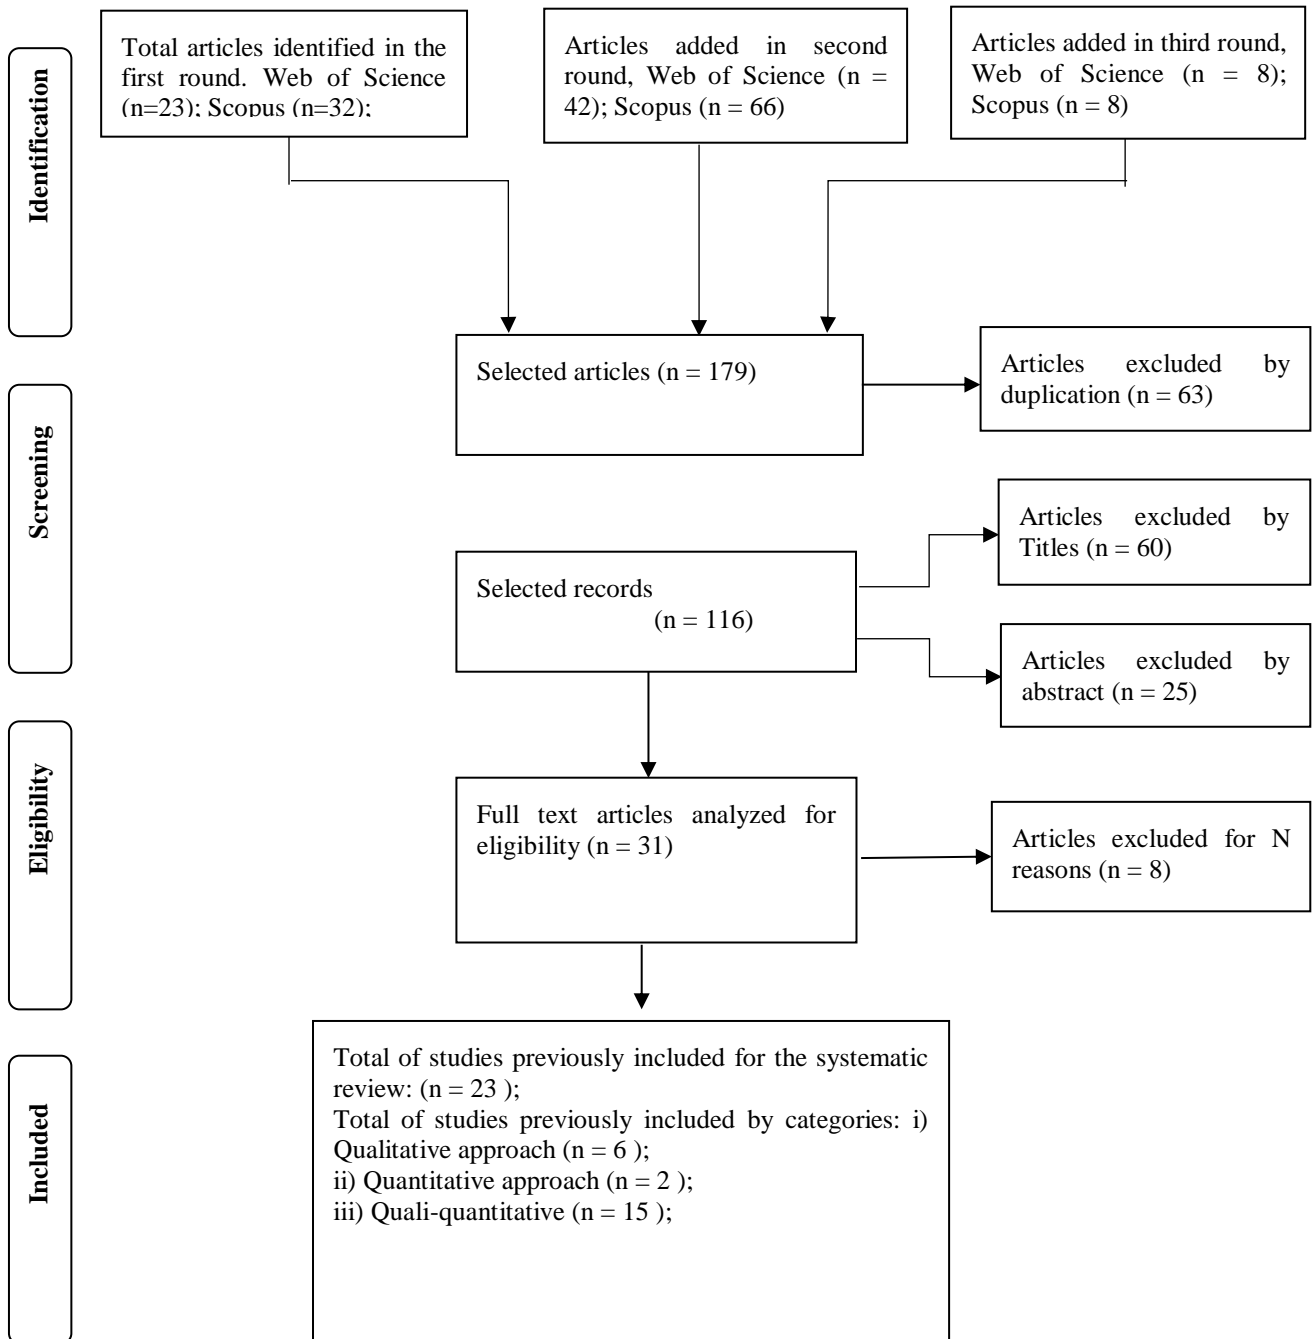 Identification
Total articles identified in the
first round. Web of Science
(n=23); Scopus (n=32);
Articles added in second
round, Web of Science (n =
42); Scopus (n = 66)
Articles added in third round,
Web of Science (n = 8);
Scopus (n = 8)
Selected articles (n = 179)
Articles excluded by
duplication (n = 63)
Screening
Selected records
(n = 116)
Articles excluded by
Titles (n = 60)
Articles excluded by
abstract (n = 25)
Eligibility
Full text articles analyzed for
eligibility (n = 31)
Articles excluded for N
reasons (n = 8)
Included
Total of studies previously included for the systematic
review: (n = 23 );
Total of studies previously included by categories: i)
Qualitative approach (n = 6 );
ii) Quantitative approach (n = 2 );
iii) Quali-quantitative (n = 15 );